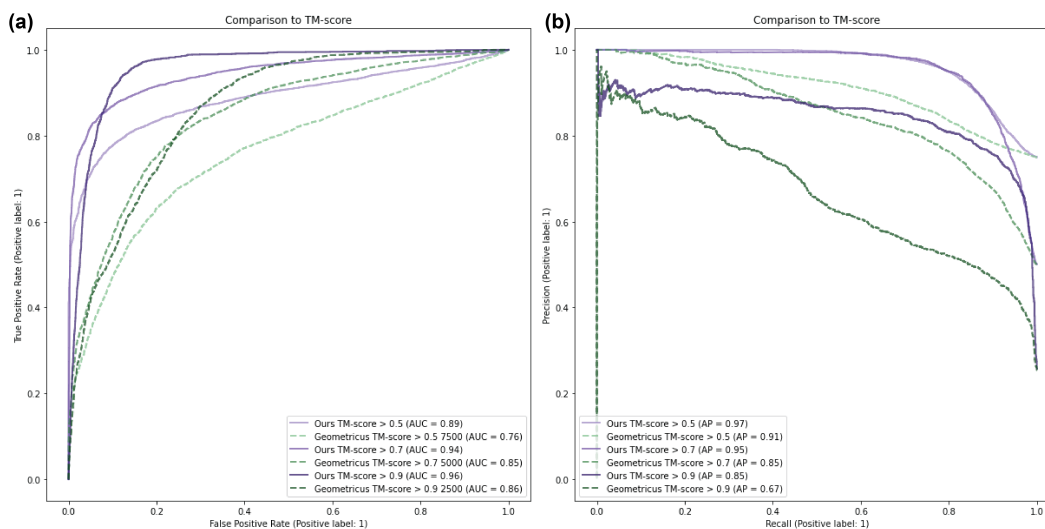 (a)
Comparison to TM-score
1.0
0.8
0.6
0.4
0.2
0.0
True Positive Rate (Positive label: 1)
Ours TM-score > 0.5 (AUC = 0.89)
Geometricus TM-score > 0.5 7500 (AUC = 0.76)
Ours TM-score > 0.7 (AUC = 0.94)
Geometricus TM-score > 0.7 5000 (AUC = 0.85)
Ours TM-score > 0.9 (AUC = 0.96)
Geometricus TM-score > 0.9 2500 (AUC = 0.86)
0.0 0.2 0.4 0.6 0.8 1.0
False Positive Rate (Positive label: 1)
(b)
Comparison to TM-score
1.0
0.8
0.6
0.4
0.2
0.0
Precision (Positive label: 1)
Ours TM-score > 0.5 (AP = 0.97)
Geometricus TM-score > 0.5 (AP = 0.91)
Ours TM-score > 0.7 (AP = 0.95)
Geometricus TM-score > 0.7 (AP = 0.85)
Ours TM-score > 0.9 (AP = 0.85)
Geometricus TM-score > 0.9 (AP = 0.67)
0.0 0.2 0.4 0.6 0.8 1.0
Recall (Positive label: 1)